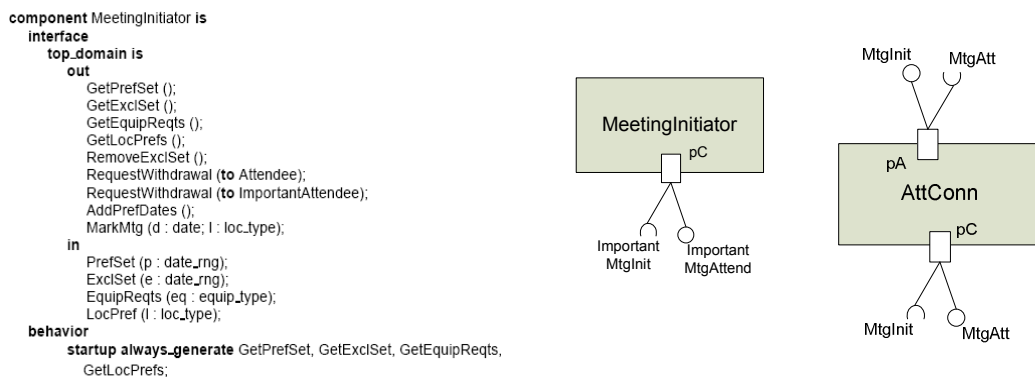 component MeetingInitiator is
interface
top_domain is
out
GetPrefSet ();
GetExclSet ();
GetEquipReqts ();
GetLocPrefs ();
RemoveExclSet ();
RequestWithdrawal (to Attendee);
RequestWithdrawal (to ImportantAttendee);
AddPrefDates ();
MarkMtg (d : date; l : loc_type);
in
PrefSet (p : date_rng);
ExclSet (e : date_rng);
EquipReqts (eq : equip_type);
LocPref (l : loc_type);
behavior
startup always_generate GetPrefSet, GetExclSet, GetEquipReqts,
GetLocPrefs;
MeetingInitiator
pC
Important
MtgInit
Important
MtgAttend
MtgInit
MtgAtt
pA
AttConn
pC
MtgInit
MtgAtt